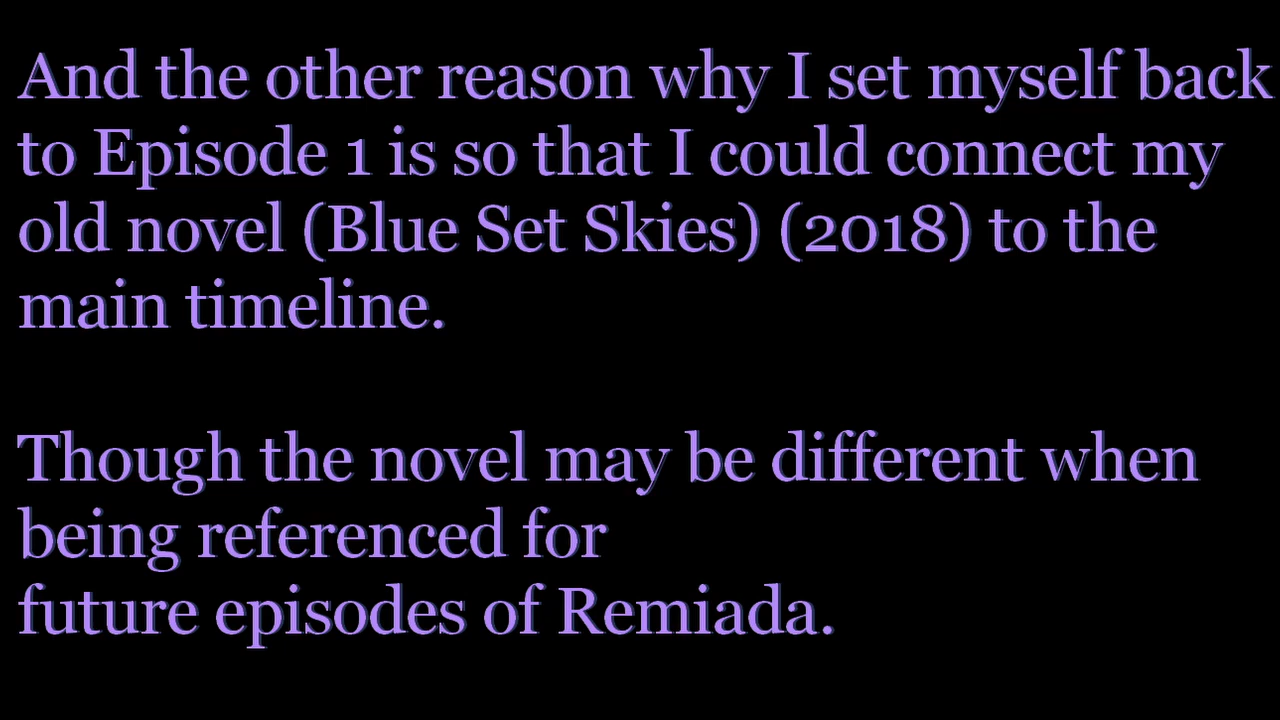 And the other reason why I set myself back
to Episode 1 is so that I could connect my
old novel (Blue Set Skies) (2018) to the
main timeline.
Though the novel may be different when
being referenced for
future episodes of Remiada.